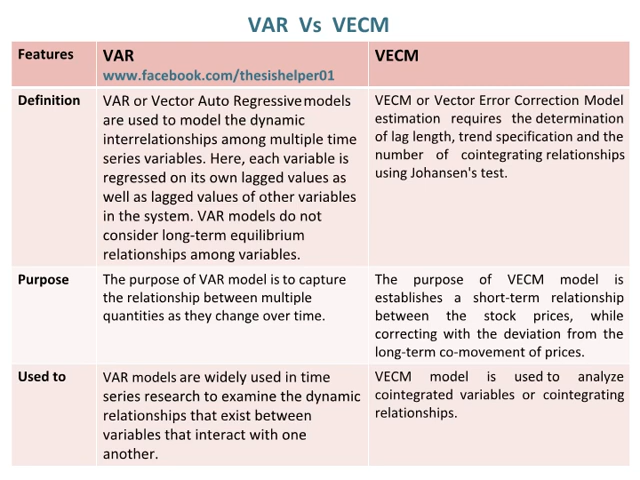 VAR Vs VECM
Features
VAR
www.facebook.com/thesishelper01
VECM
Definition
VAR or Vector Auto Regressive models
are used to model the dynamic
interrelationships among multiple time
series variables. Here, each variable is
regressed on its own lagged values as
well as lagged values of other variables
in the system. VAR models do not
consider long-term equilibrium
relationships among variables.
VECM or Vector Error Correction Model
estimation requires the determination
of lag length, trend specification and the
number of cointegrating relationships
using Johansen's test.
Purpose
The purpose of VAR model is to capture
the relationship between multiple
quantities as they change over time.
The purpose of VECM model is
establishes a short-term relationship
between the stock prices, while
correcting with the deviation from the
long-term co-movement of prices.
Used to
VAR models are widely used in time
series research to examine the dynamic
relationships that exist between
variables that interact with one
another.
VECM model is used to analyze
cointegrated variables or cointegrating
relationships.